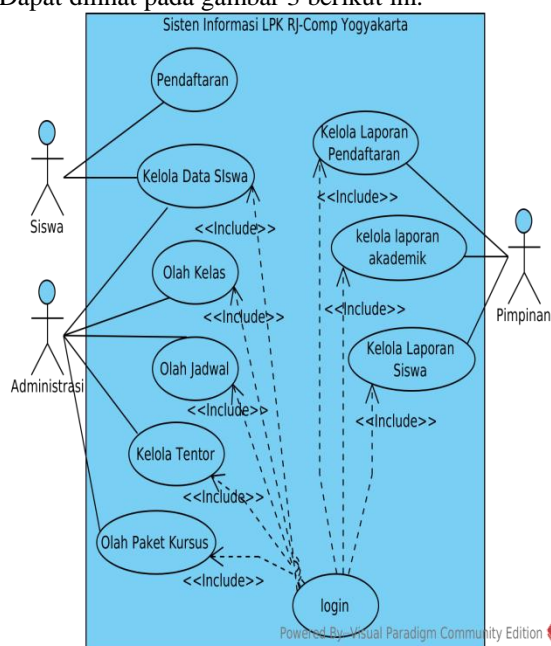 Dapat dilihat pada gambar 3 berikut ini.
Sisten Informasi LPK RJ-Comp Yogyakarta
Pendaftaran
Kelola Laporan
Pendaftaran
Siswa
Kelola Data SIswa
<<Include>>
<<Include>>
kelola laporan
akademik
Pimpinan
Olah Kelas
<<Include>>
<<Include>>
Administrasi
Olah Jadwal
Kelola Laporan
Siswa
<<Include>>
<<Include>>
Kelola Tentor
<<Include>>
Olah Paket Kursus
<<Include>>
login
Powered By Visual Paradigm Community Edition